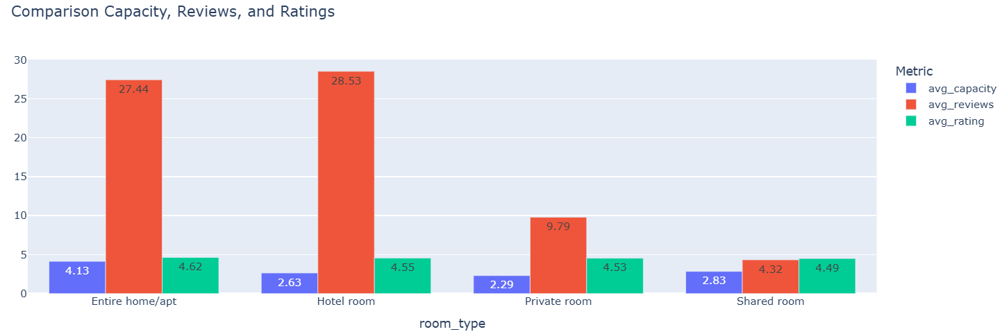 Comparison Capacity, Reviews, and Ratings
30
25
20
15
10
5
0
27.44
28.53
9.79
4.13
4.62
2.63
4.55
2.29
4.53
2.83
4.32
4.49
Entire home/apt
Hotel room
Private room
Shared room
room_type
Metric
avg_capacity
avg_reviews
avg_rating